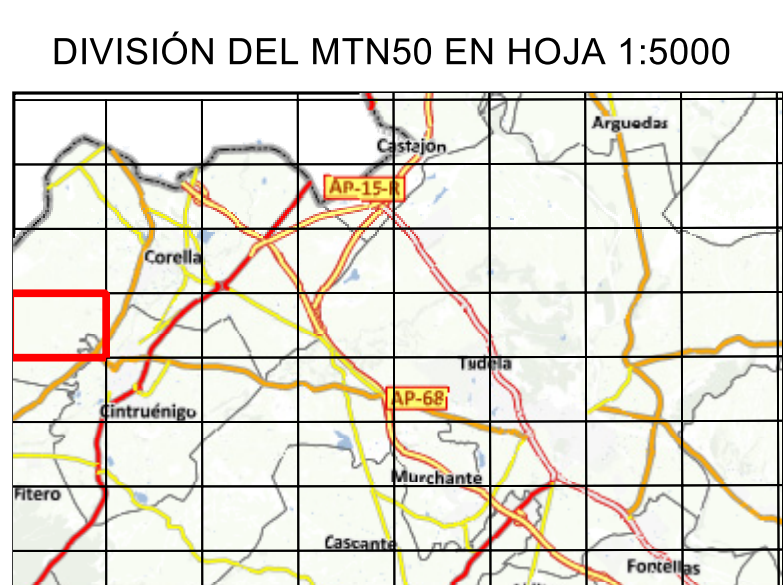 DIVISIÓN DEL MTN50 EN HOJA 1:5000
Arguedas
Castejón
AP-15-R
Corella
Tudela
AP-68
Cintruénigo
Murchante
Fitero
Cascante
Fontellas